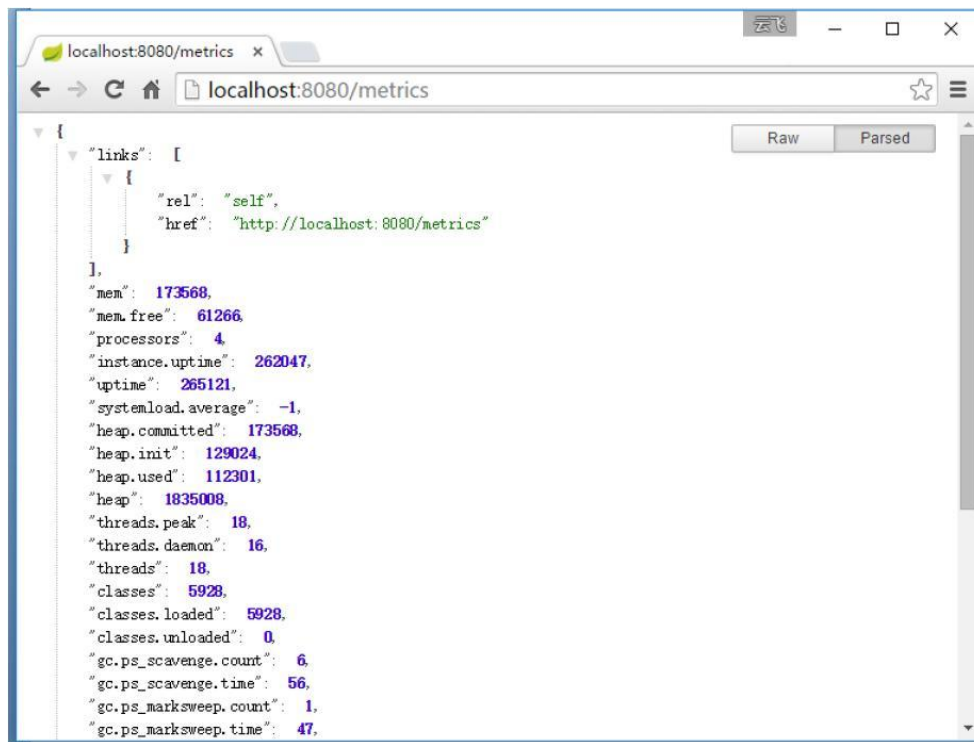 云飞
localhost:8080/metrics
localhost:8080/metrics
Raw
Parsed
{
"links": [
{
"rel": "self",
"href": "http://localhost:8080/metrics"
}
],
"mem": 173568,
"mem.free": 61266,
"processors": 4,
"instance.uptime": 262047,
"uptime": 265121,
"systemload.average": -1,
"heap.committed": 173568,
"heap.init": 129024,
"heap.used": 112301,
"heap": 1835008,
"threads.peak": 18,
"threads.daemon": 16,
"threads": 18,
"classes": 5928,
"classes.loaded": 5928,
"classes.unloaded": 0,
"gc.ps_scavenge.count": 6,
"gc.ps_scavenge.time": 56,
"gc.ps_marksweep.count": 1,
"gc.ps_marksweep.time": 47,